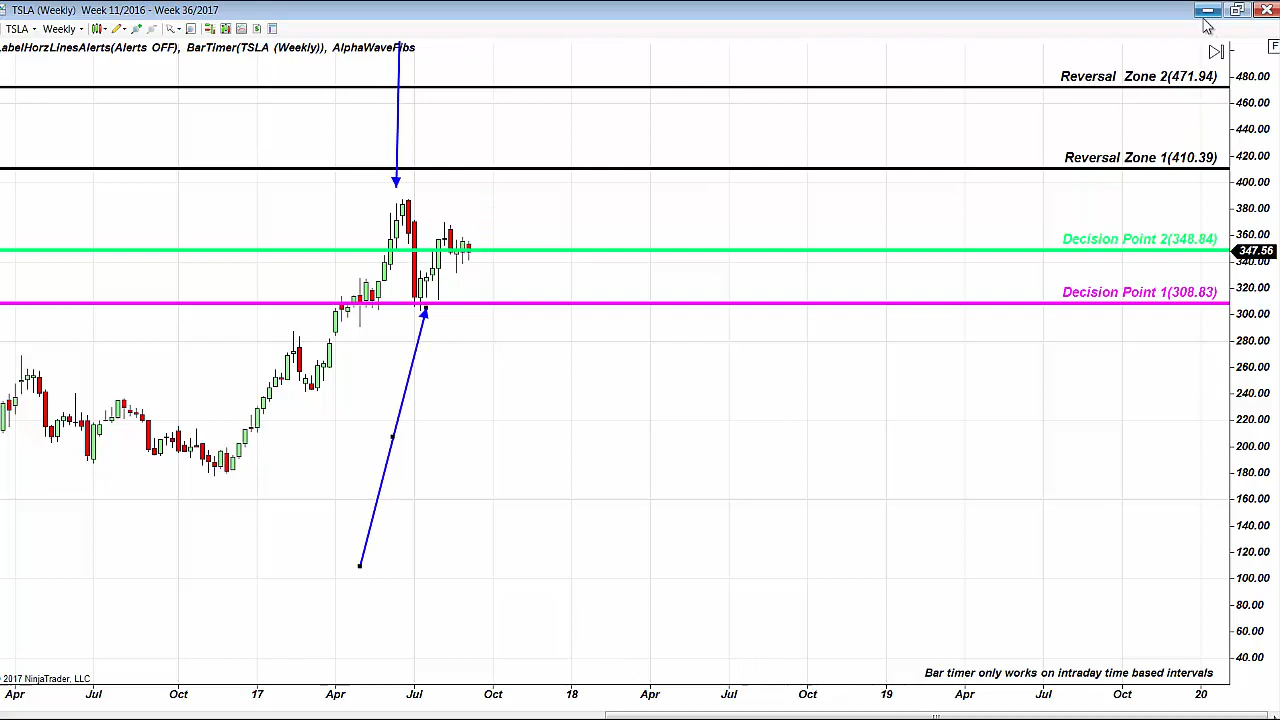 TSLA (Weekly)  Week 11/2016 - Week 36/2017
TSLA Weekly
LabelHorzLinesAlerts(Alerts OFF), BarTimer(TSLA (Weekly)), AlphaWaveFibs
F
Reversal  Zone 2(471.94)
480.00
460.00
440.00
Reversal Zone 1(410.39)
420.00
400.00
380.00
360.00
Decision Point 2(348.84)
347.56
340.00
320.00
Decision Point 1(308.83)
300.00
280.00
260.00
240.00
220.00
200.00
180.00
160.00
140.00
120.00
100.00
80.00
60.00
40.00
© 2017 NinjaTrader, LLC
Bar timer only works on intraday time based intervals
Apr Jul Oct 17 Apr Jul Oct 18 Apr Jul Oct 19 Apr Jul Oct 20